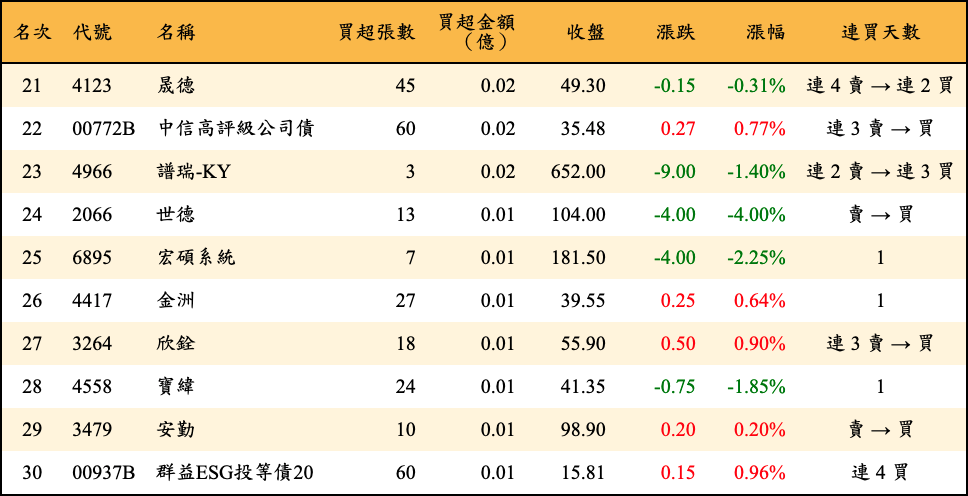 名次 代號 名稱 買超張數 買超金額（億） 收盤 漲跌 漲幅 連買天數
21 4123 晟德 45 0.02 49.30 -0.15 -0.31% 連 4 賣 → 連 2 買
22 00772B 中信高評級公司債 60 0.02 35.48 0.27 0.77% 連 3 賣 → 買
23 4966 譜瑞-KY 3 0.02 652.00 -9.00 -1.40% 連 2 賣 → 連 3 買
24 2066 世德 13 0.01 104.00 -4.00 -4.00% 賣 → 買
25 6895 宏碩系統 7 0.01 181.50 -4.00 -2.25% 1
26 4417 金洲 27 0.01 39.55 0.25 0.64% 1
27 3264 欣銓 18 0.01 55.90 0.50 0.90% 連 3 賣 → 買
28 4558 寶緯 24 0.01 41.35 -0.75 -1.85% 1
29 3479 安勤 10 0.01 98.90 0.20 0.20% 賣 → 買
30 00937B 群益ESG投等債20 60 0.01 15.81 0.15 0.96% 連 4 買